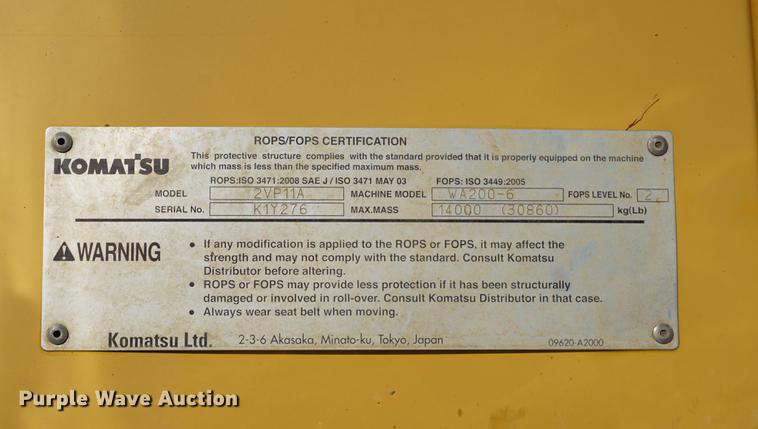 ROPS/FOPS CERTIFICATION
KOMATSU
This protective structure complies with the standard provided that it is properly equipped on the machine
which mass is less than the specified maximum mass.
ROPS:ISO 3471:2008 SAE J / ISO 3471 MAY 03 FOPS: ISO 3449:2005
MODEL 2VP11A MACHINE MODEL WA200-6 FOPS LEVEL No. 2
SERIAL No. K1Y276 MAX.MASS 14000 (30860) kg(Lb)
WARNING
• If any modification is applied to the ROPS or FOPS, it may affect the
strength and may not comply with the standard. Consult Komatsu
Distributor before altering.
• ROPS or FOPS may provide less protection if it has been structurally
damaged or involved in roll-over. Consult Komatsu Distributor in that case.
• Always wear seat belt when moving.
Komatsu Ltd. 2-3-6 Akasaka, Minato-ku, Tokyo, Japan 09620-A2000
Purple Wave Auction